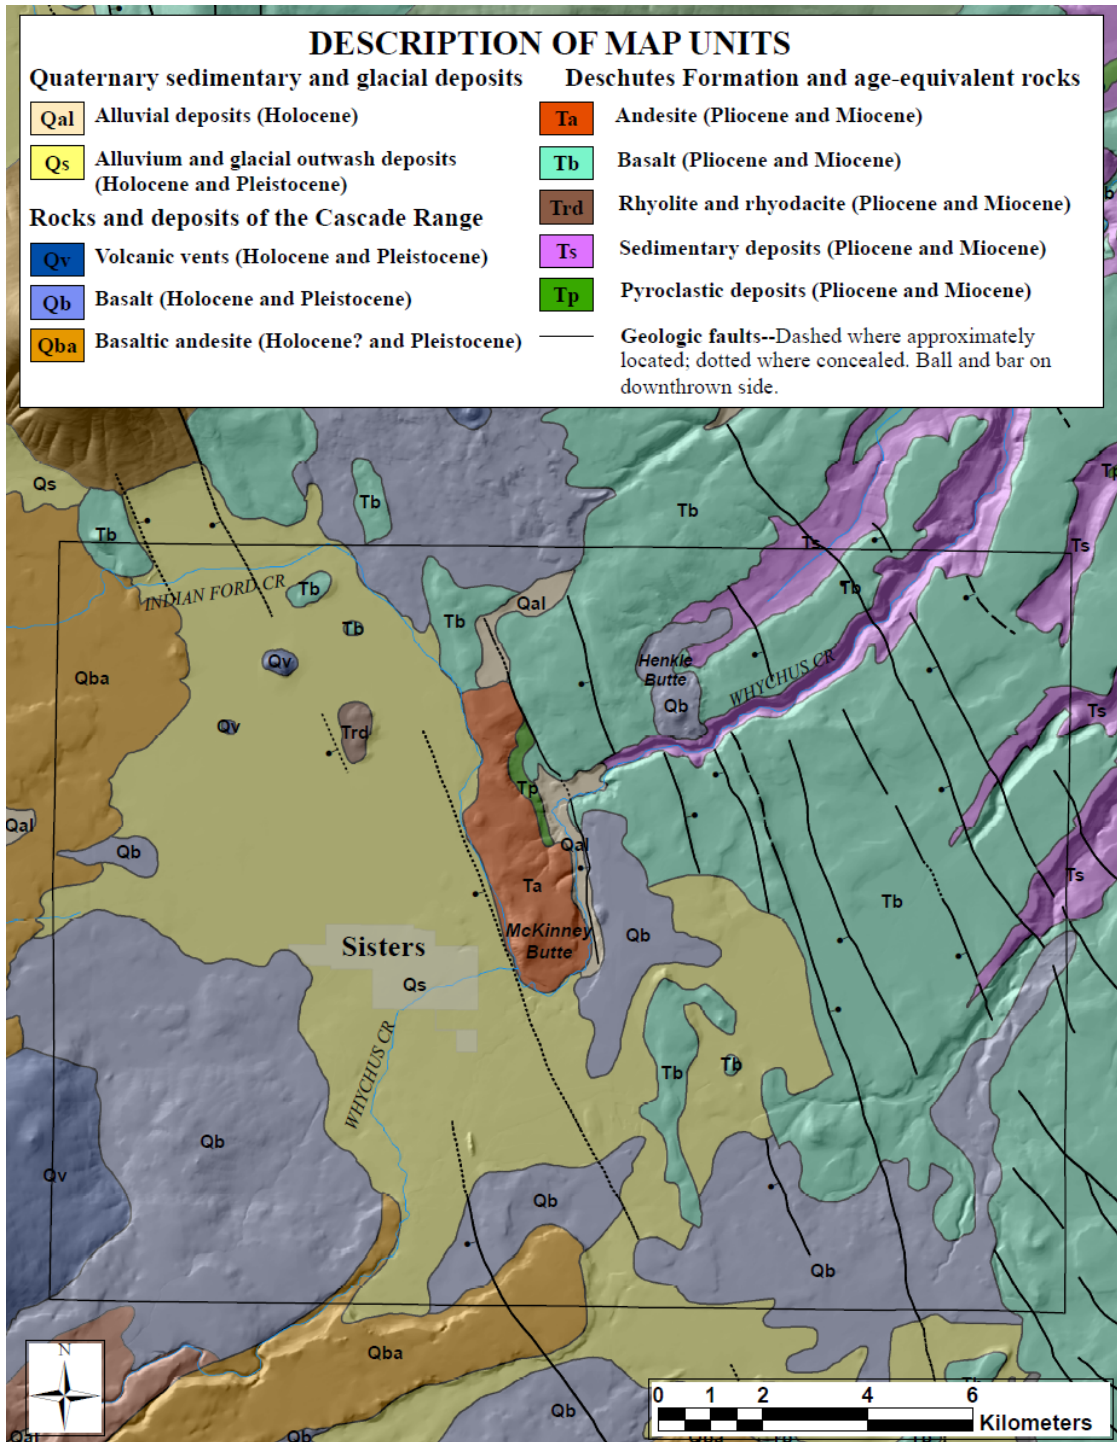 DESCRIPTION OF MAP UNITS
Quaternary sedimentary and glacial deposits
Qal Alluvial deposits (Holocene)
Qs Alluvium and glacial outwash deposits
(Holocene and Pleistocene)
Rocks and deposits of the Cascade Range
Qv Volcanic vents (Holocene and Pleistocene)
Qb Basalt (Holocene and Pleistocene)
Qba Basaltic andesite (Holocene? and Pleistocene)
Deschutes Formation and age-equivalent rocks
Ta Andesite (Pliocene and Miocene)
Tb Basalt (Pliocene and Miocene)
Trd Rhyolite and rhyodacite (Pliocene and Miocene)
Ts Sedimentary deposits (Pliocene and Miocene)
Tp Pyroclastic deposits (Pliocene and Miocene)
Geologic faults--Dashed where approximately
located; dotted where concealed. Ball and bar on
downthrown side.
Qs
Tb
Tb
Tb
Tp
Ts
Ts
INDIAN FORD CR
Tb
Tb
Qal
Tb
Tb
Qba
Qv
Henkle
Butte
WHYCHUS CR
Qb
Ts
Qv
Trd
Tp
Qal
Qb
Qal
Ta
Ts
Tb
McKinney
Butte
Qb
Sisters
Qs
WHYCHUS CR
Tb
Tb
Qb
Qv
Qb
Qb
Qba
Qb
Qal
Qb
Qba
Tb
Tb
N
0 1 2 4 6
Kilometers